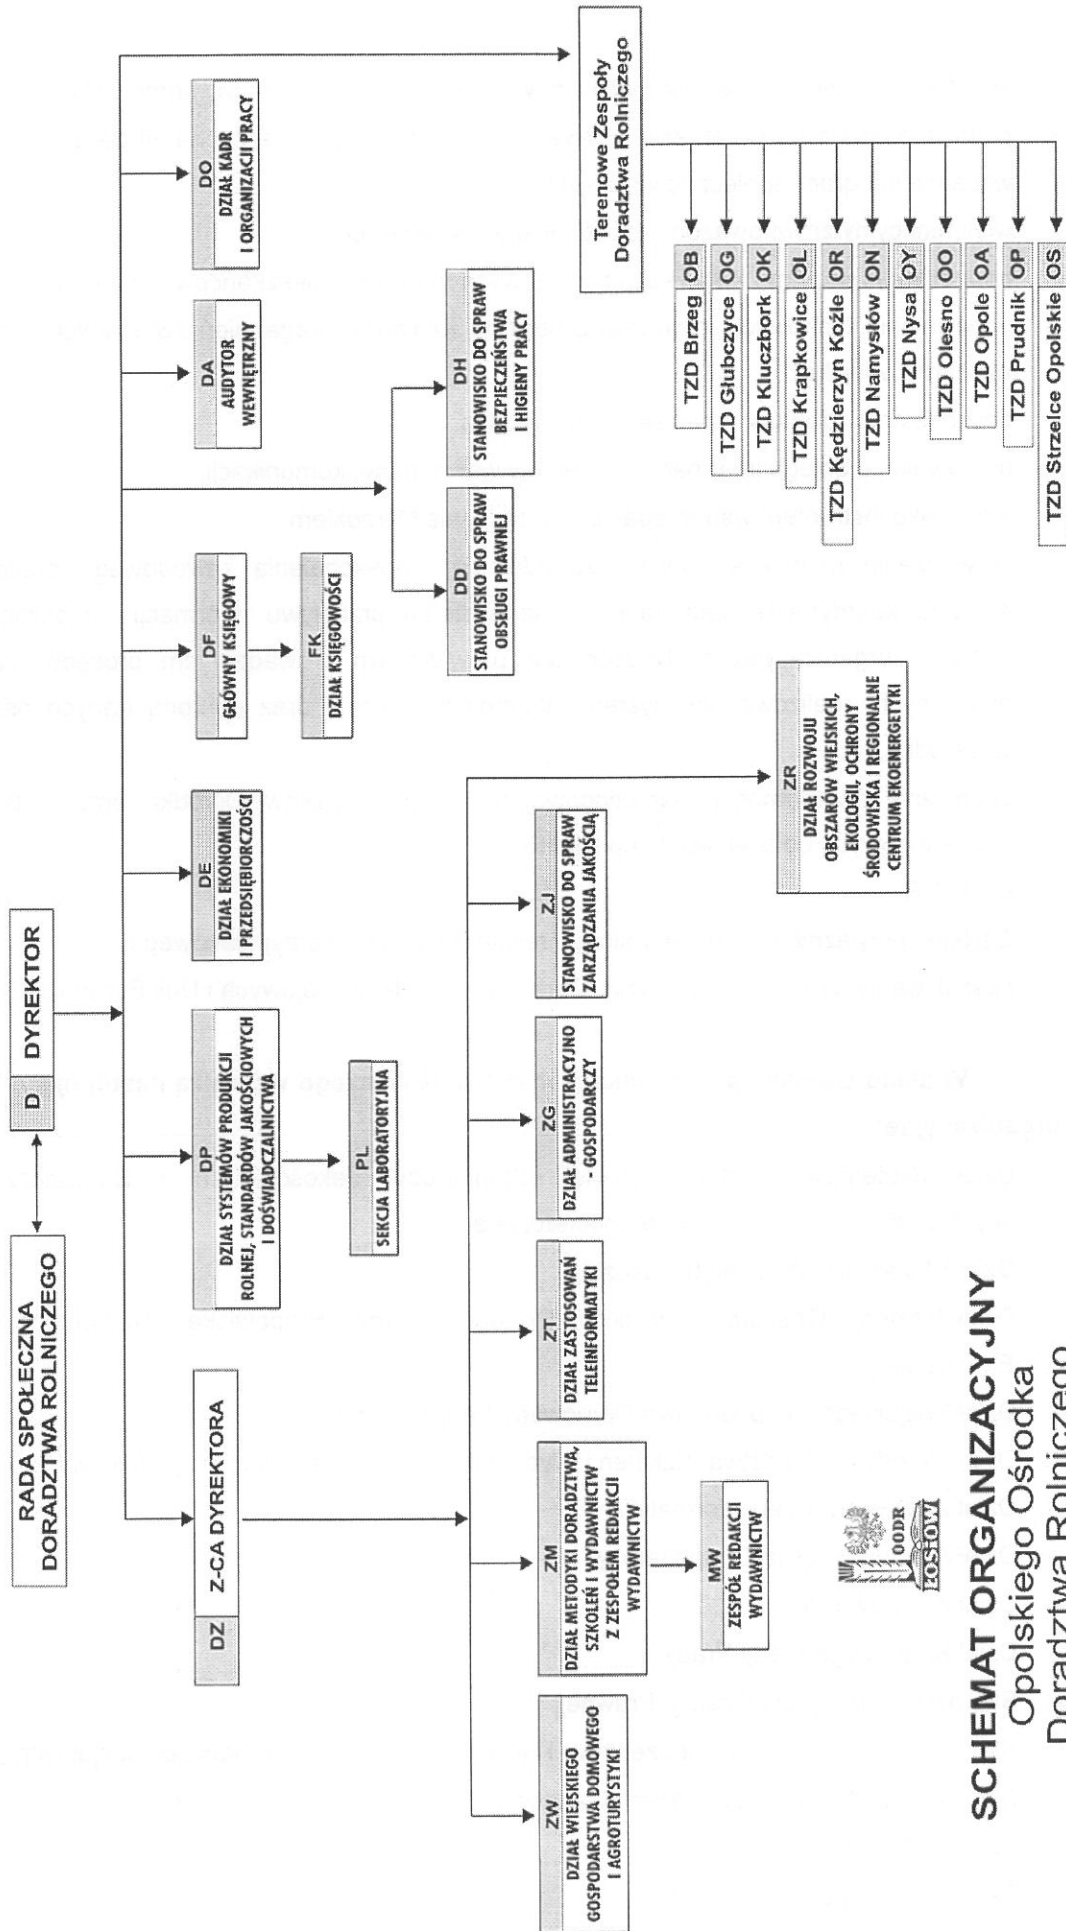 RADA SPOŁECZNA
DORADZTWA ROLNICZEGO
D DYREKTOR
DZ Z-CA DYREKTORA
DP
DZIAŁ SYSTEMÓW PRODUKCJI
ROLNEJ, STANDARDÓW JAKOŚCIOWYCH
I DOŚWIADCZALNICTWA
PL
SEKCJA LABORATORYJNA
DE
DZIAŁ EKONOMIKI
I PRZEDSIĘBIORCZOŚCI
DF
GŁÓWNY KSIĘGOWY
FK
DZIAŁ KSIĘGOWOŚCI
DD
STANOWISKO DO SPRAW
OBSŁUGI PRAWNEJ
DH
STANOWISKO DO SPRAW
BEZPIECZEŃSTWA
I HIGIENY PRACY
DA
AUDYTOR
WEWNĘTRZNY
DO
DZIAŁ KADR
I ORGANIZACJI PRACY
ZW
DZIAŁ WIEJSKIEGO
GOSPODARSTWA DOMOWEGO
I AGROTURYSTYKI
ZM
DZIAŁ METODYKI DORADZTWA,
SZKOLEŃ I WYDAWNICTW
Z ZESPOŁEM REDAKCJI
WYDAWNICTW
MW
ZESPÓŁ REDAKCJI
WYDAWNICTW
ZT
DZIAŁ ZASTOSOWAŃ
TELEINFORMATYKI
ZG
DZIAŁ ADMINISTRACYJNO
- GOSPODARCZY
ZJ
STANOWISKO DO SPRAW
ZARZĄDZANIA JAKOŚCIĄ
ZR
DZIAŁ ROZWOJU
OBSZARÓW WIEJSKICH,
EKOLOGII, OCHRONY
ŚRODOWISKA I REGIONALNE
CENTRUM EKOENERGETYKI
Terenowe Zespoły
Doradztwa Rolniczego
TZD Brzeg OB
TZD Głubczyce OG
TZD Kluczbork OK
TZD Krapkowice OL
TZD Kędzierzyn Koźle OR
TZD Namysłów ON
TZD Nysa OY
TZD Olesno OO
TZD Opole OA
TZD Prudnik OP
TZD Strzelce Opolskie OS
OODR
ŁOSIÓW
SCHEMAT ORGANIZACYJNY
Opolskiego Ośrodka
Doradztwa Rolniczego